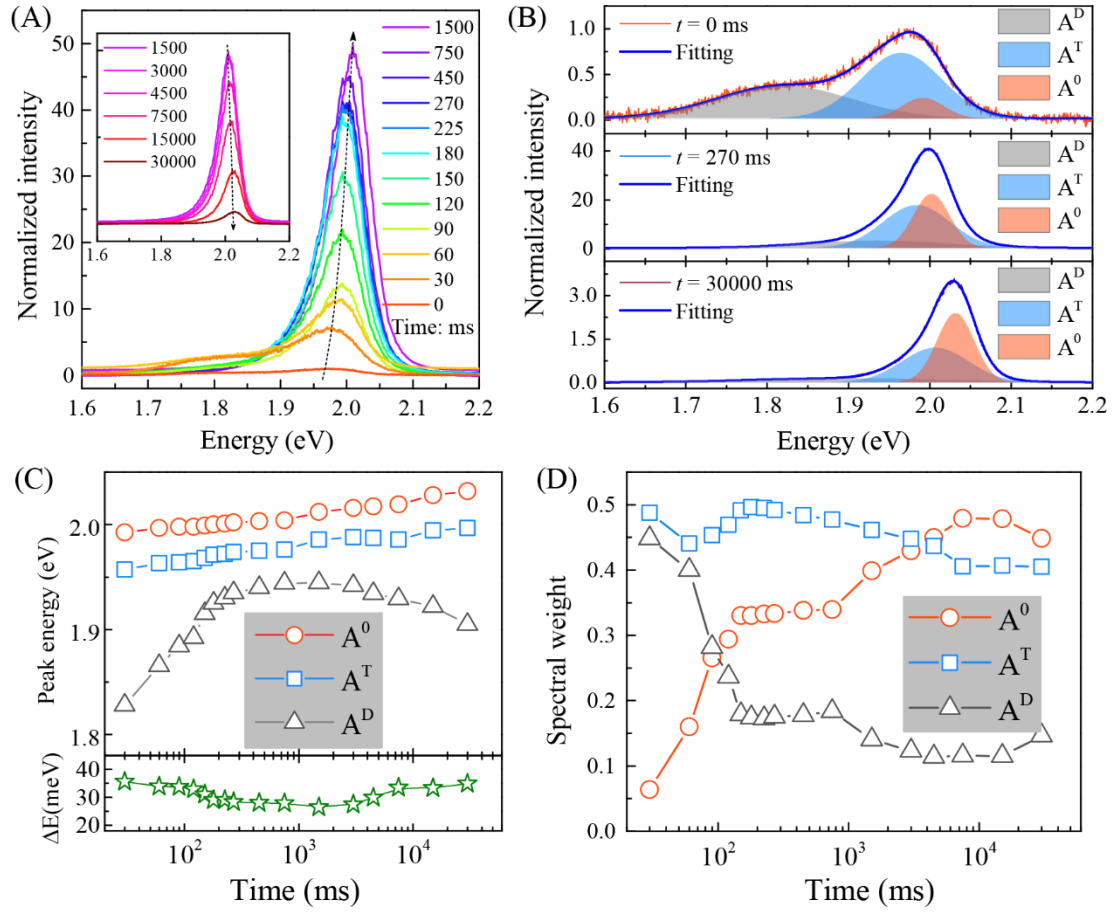 (A)
Normalized intensity
50
40
30
20
10
0
1500
3000
4500
7500
15000
30000
1.6
1.8
2.0
2.2
1500
750
450
270
225
180
150
120
90
60
30
0
Time: ms
1.6 1.7 1.8 1.9 2.0 2.1 2.2
Energy (eV)
(B)
Normalized intensity
t = 0 ms
Fitting
A^D
A^T
A^0
1.0
0.5
0.0
t = 270 ms
Fitting
A^D
A^T
A^0
40
20
0
t = 30000 ms
Fitting
A^D
A^T
A^0
3.0
1.5
0.0
1.6 1.7 1.8 1.9 2.0 2.1 2.2
Energy (eV)
(C)
Peak energy (eV)
2.0
1.9
1.8
A^0
A^T
A^D
ΔE(meV)
40
30
20
10^2 10^3 10^4
Time (ms)
(D)
Spectral weight
0.5
0.4
0.3
0.2
0.1
0.0
A^0
A^T
A^D
10^2 10^3 10^4
Time (ms)